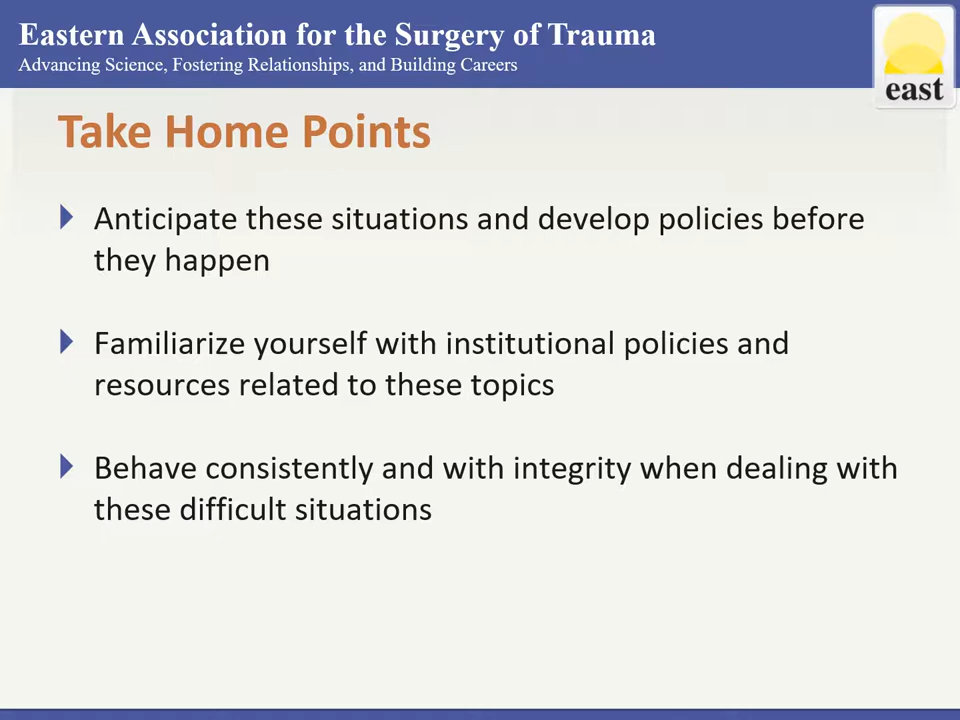 Eastern Association for the Surgery of Trauma
Advancing Science, Fostering Relationships, and Building Careers
east
Take Home Points
Anticipate these situations and develop policies before
they happen
Familiarize yourself with institutional policies and
resources related to these topics
Behave consistently and with integrity when dealing with
these difficult situations